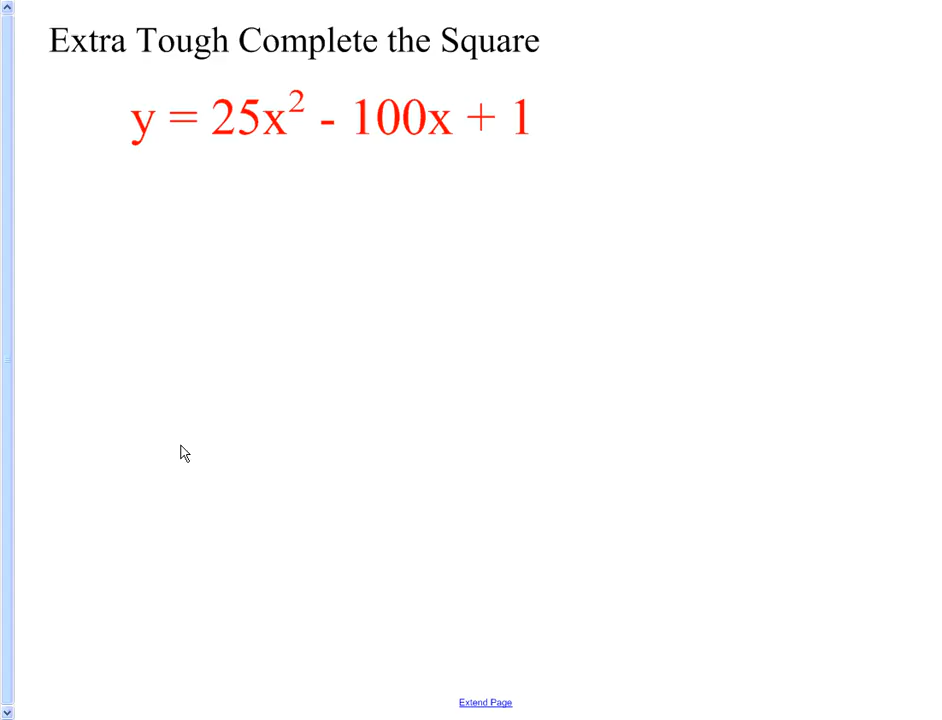 Extra Tough Complete the Square
y = 25x² - 100x + 1
Extend Page